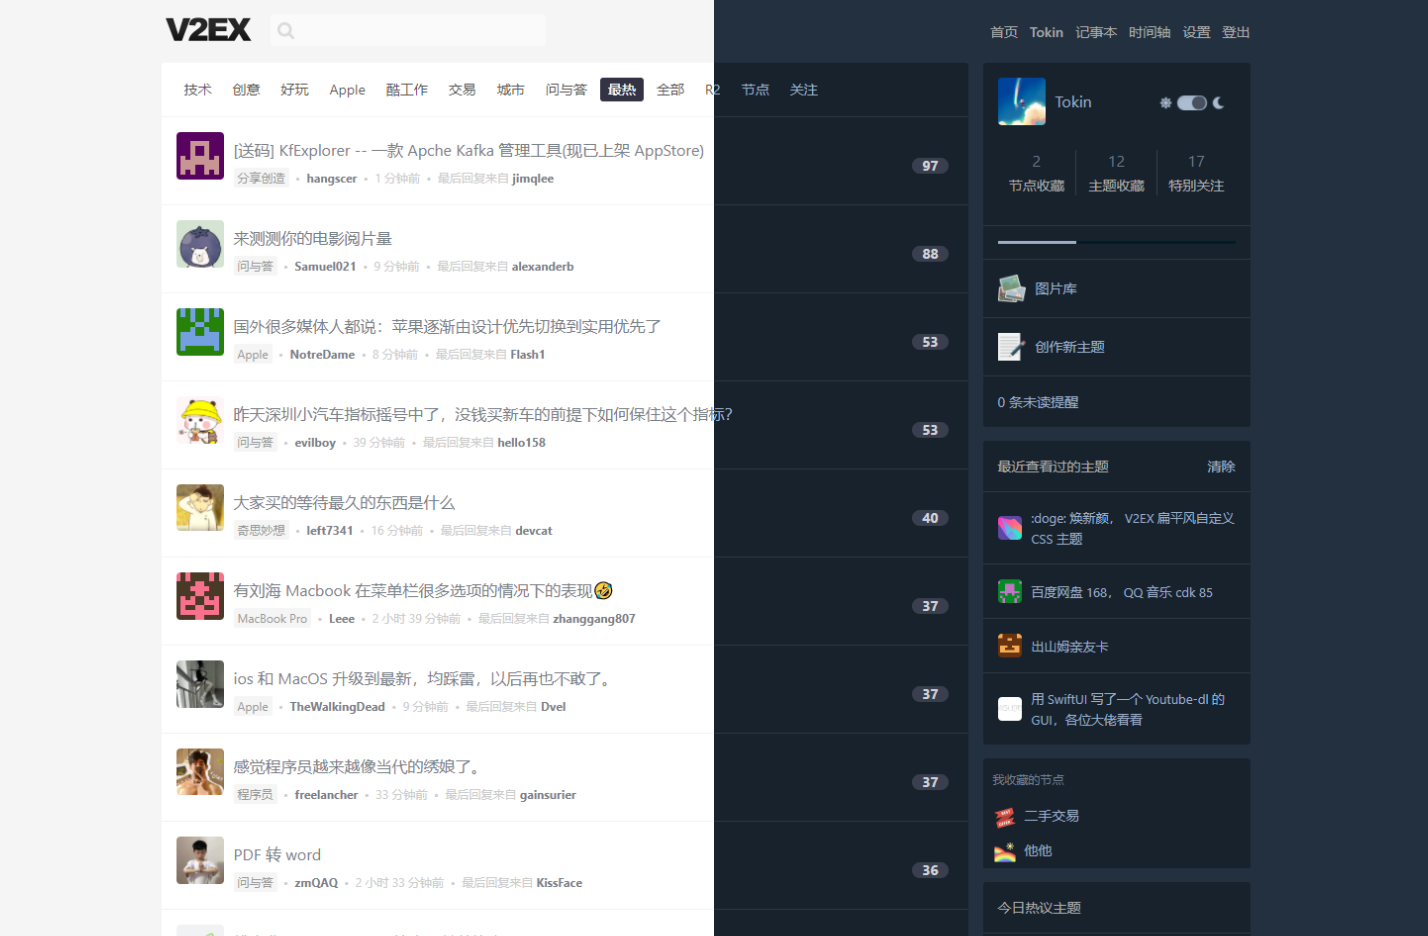 V2EX
首页 Tokin 记事本 时间轴 设置 登出
技术 创意 好玩 Apple 酷工作 交易 城市 问与答 最热 全部 R2 节点 关注
[送码] KfExplorer -- 一款 Apche Kafka 管理工具(现已上架 AppStore)
分享创造 • hangscer • 1 分钟前 • 最后回复来自 jimqlee
97
来测测你的电影阅片量
问与答 • Samuel021 • 9 分钟前 • 最后回复来自 alexanderb
88
国外很多媒体人都说：苹果逐渐由设计优先切换到实用优先了
Apple • NotreDame • 8 分钟前 • 最后回复来自 Flash1
53
昨天深圳小汽车指标摇号中了，没钱买新车的前提下如何保住这个指标?
问与答 • evilboy • 39 分钟前 • 最后回复来自 hello158
53
大家买的等待最久的东西是什么
奇思妙想 • left7341 • 16 分钟前 • 最后回复来自 devcat
40
有刘海 Macbook 在菜单栏很多选项的情况下的表现🤣
MacBook Pro • Leee • 2 小时 39 分钟前 • 最后回复来自 zhanggang807
37
ios 和 MacOS 升级到最新，均踩雷，以后再也不敢了。
Apple • TheWalkingDead • 9 分钟前 • 最后回复来自 Dvel
37
感觉程序员越来越像当代的绣娘了。
程序员 • freelancher • 33 分钟前 • 最后回复来自 gainsurier
37
PDF 转 word
问与答 • zmQAQ • 2 小时 33 分钟前 • 最后回复来自 KissFace
36
Tokin
2 12 17
节点收藏 主题收藏 特别关注
图片库
创作新主题
0 条未读提醒
最近查看过的主题 清除
:doge: 焕新颜， V2EX 扁平风自定义
CSS 主题
百度网盘 168， QQ 音乐 cdk 85
出山姆亲友卡
用 SwiftUI 写了一个 Youtube-dl 的
GUI，各位大佬看看
我收藏的节点
二手交易
他他
今日热议主题